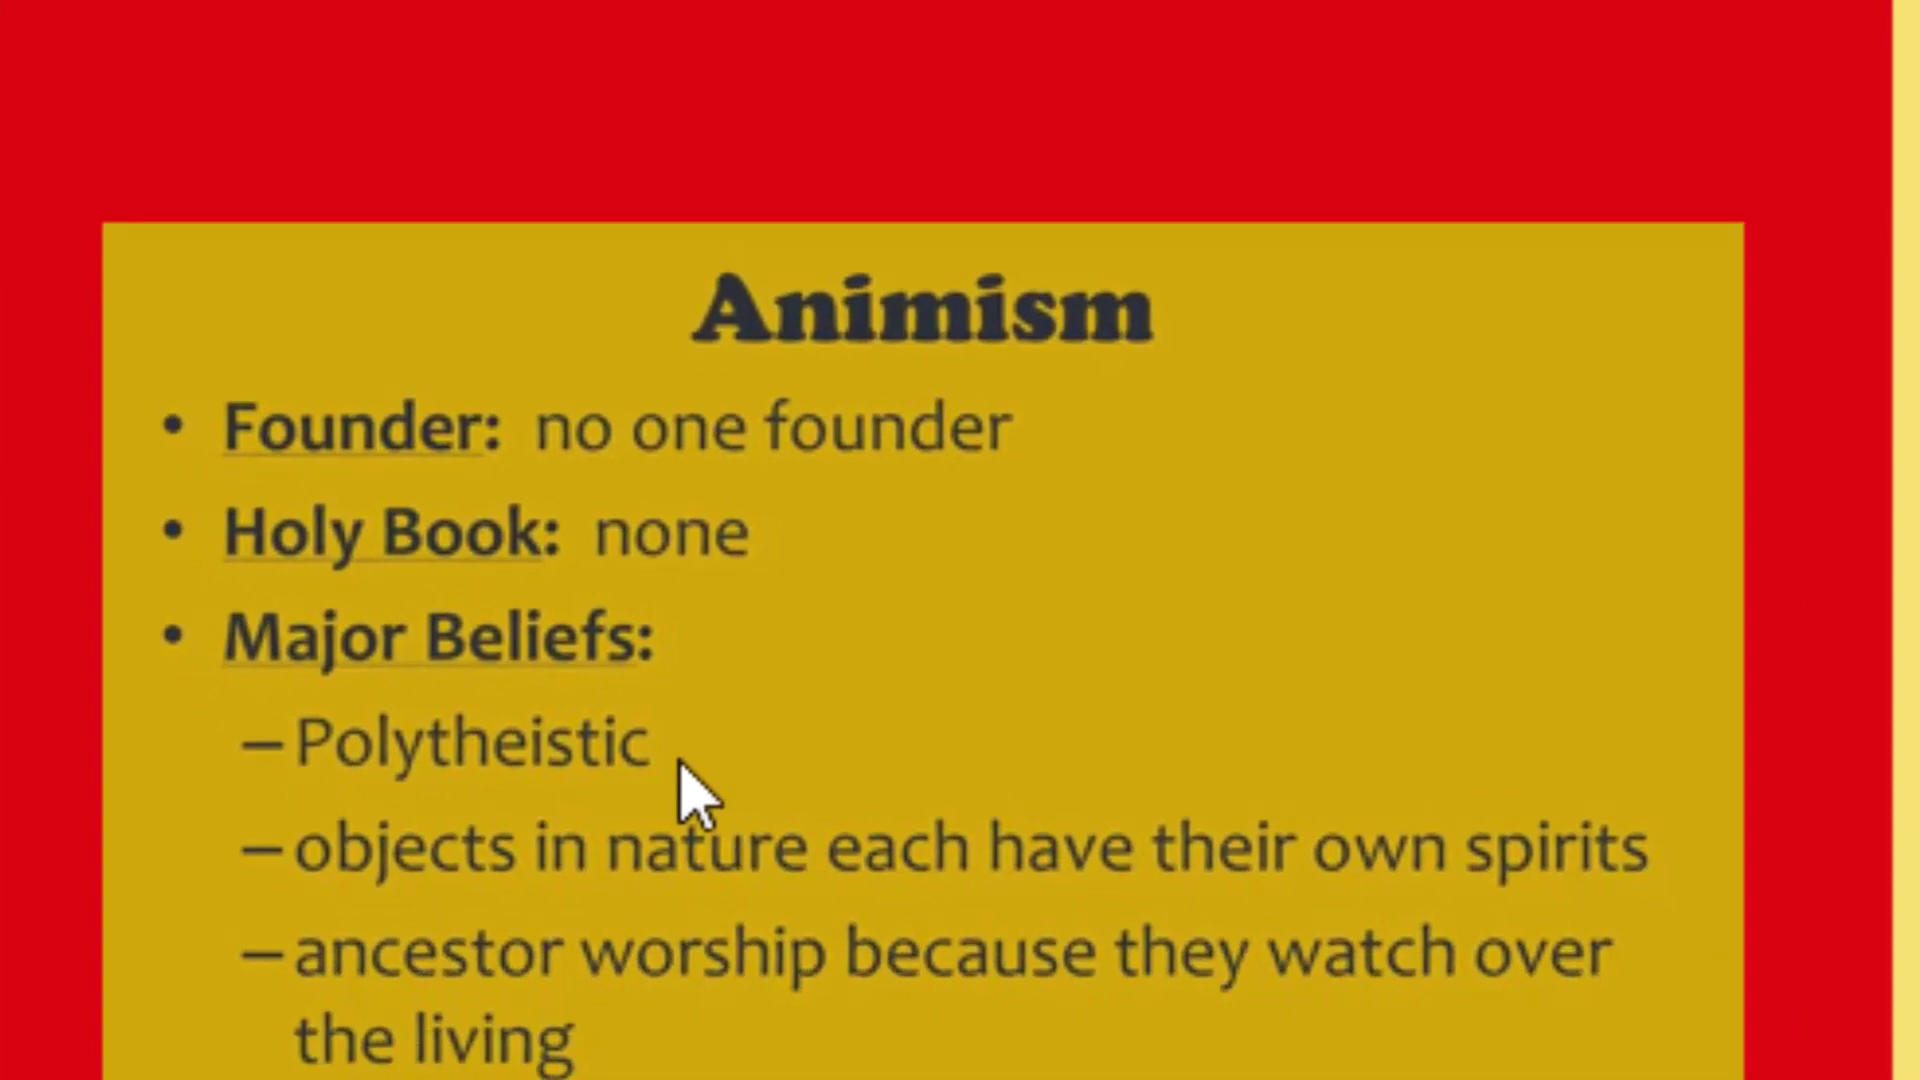 Animism
• Founder: no one founder
• Holy Book: none
• Major Beliefs:
– Polytheistic
– objects in nature each have their own spirits
– ancestor worship because they watch over
the living